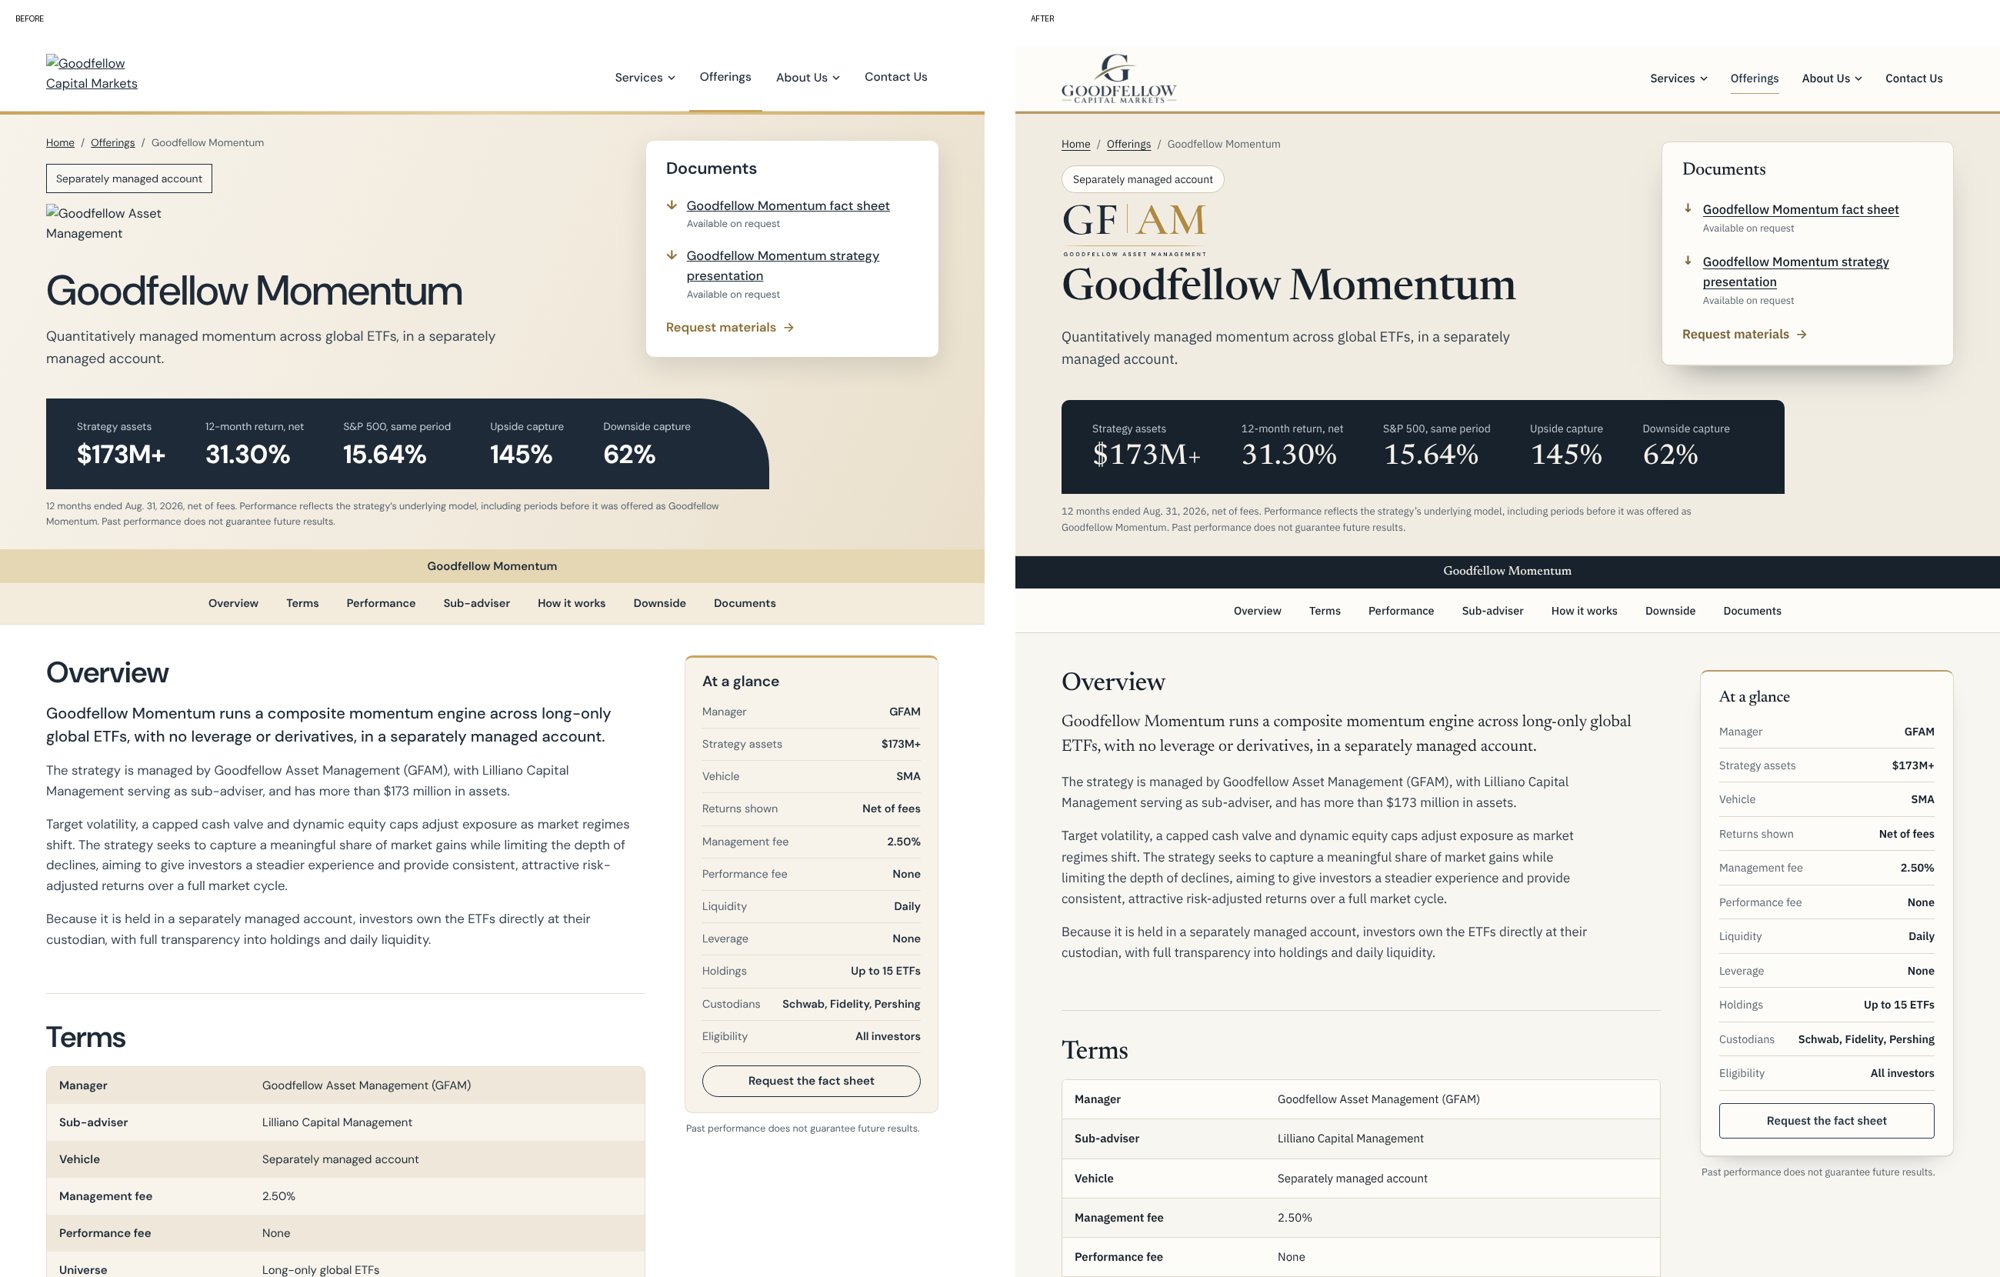 BEFORE
Goodfellow
Capital Markets
Services
Offerings
About Us
Contact Us
Home / Offerings / Goodfellow Momentum
Separately managed account
Goodfellow Asset
Management
Goodfellow Momentum
Quantitatively managed momentum across global ETFs, in a separately
managed account.
Documents
Goodfellow Momentum fact sheet
Available on request
Goodfellow Momentum strategy
presentation
Available on request
Request materials →
Strategy assets
$173M+
12-month return, net
31.30%
S&P 500, same period
15.64%
Upside capture
145%
Downside capture
62%
12 months ended Aug. 31, 2026, net of fees. Performance reflects the strategy's underlying model, including periods before it was offered as Goodfellow
Momentum. Past performance does not guarantee future results.
Goodfellow Momentum
Overview
Terms
Performance
Sub-adviser
How it works
Downside
Documents
Overview
Goodfellow Momentum runs a composite momentum engine across long-only
global ETFs, with no leverage or derivatives, in a separately managed account.
The strategy is managed by Goodfellow Asset Management (GFAM), with Lilliano Capital
Management serving as sub-adviser, and has more than $173 million in assets.
Target volatility, a capped cash valve and dynamic equity caps adjust exposure as market regimes
shift. The strategy seeks to capture a meaningful share of market gains while limiting the depth of
declines, aiming to give investors a steadier experience and provide consistent, attractive risk-
adjusted returns over a full market cycle.
Because it is held in a separately managed account, investors own the ETFs directly at their
custodian, with full transparency into holdings and daily liquidity.
Terms
Manager Goodfellow Asset Management (GFAM)
Sub-adviser Lilliano Capital Management
Vehicle Separately managed account
Management fee 2.50%
Performance fee None
Universe Long-only global ETFs
At a glance
Manager GFAM
Strategy assets $173M+
Vehicle SMA
Returns shown Net of fees
Management fee 2.50%
Performance fee None
Liquidity Daily
Leverage None
Holdings Up to 15 ETFs
Custodians Schwab, Fidelity, Pershing
Eligibility All investors
Request the fact sheet
Past performance does not guarantee future results.
AFTER
G
GOODFELLOW
CAPITAL MARKETS
Services
Offerings
About Us
Contact Us
Home / Offerings / Goodfellow Momentum
Separately managed account
GF AM
GOODFELLOW ASSET MANAGEMENT
Goodfellow Momentum
Quantitatively managed momentum across global ETFs, in a separately
managed account.
Documents
Goodfellow Momentum fact sheet
Available on request
Goodfellow Momentum strategy
presentation
Available on request
Request materials →
Strategy assets
$173M+
12-month return, net
31.30%
S&P 500, same period
15.64%
Upside capture
145%
Downside capture
62%
12 months ended Aug. 31, 2026, net of fees. Performance reflects the strategy's underlying model, including periods before it was offered as
Goodfellow Momentum. Past performance does not guarantee future results.
Goodfellow Momentum
Overview
Terms
Performance
Sub-adviser
How it works
Downside
Documents
Overview
Goodfellow Momentum runs a composite momentum engine across long-only global
ETFs, with no leverage or derivatives, in a separately managed account.
The strategy is managed by Goodfellow Asset Management (GFAM), with Lilliano Capital
Management serving as sub-adviser, and has more than $173 million in assets.
Target volatility, a capped cash valve and dynamic equity caps adjust exposure as market
regimes shift. The strategy seeks to capture a meaningful share of market gains while
limiting the depth of declines, aiming to give investors a steadier experience and provide
consistent, attractive risk-adjusted returns over a full market cycle.
Because it is held in a separately managed account, investors own the ETFs directly at their
custodian, with full transparency into holdings and daily liquidity.
Terms
Manager Goodfellow Asset Management (GFAM)
Sub-adviser Lilliano Capital Management
Vehicle Separately managed account
Management fee 2.50%
Performance fee None
At a glance
Manager GFAM
Strategy assets $173M+
Vehicle SMA
Returns shown Net of fees
Management fee 2.50%
Performance fee None
Liquidity Daily
Leverage None
Holdings Up to 15 ETFs
Custodians Schwab, Fidelity, Pershing
Eligibility All investors
Request the fact sheet
Past performance does not guarantee future results.